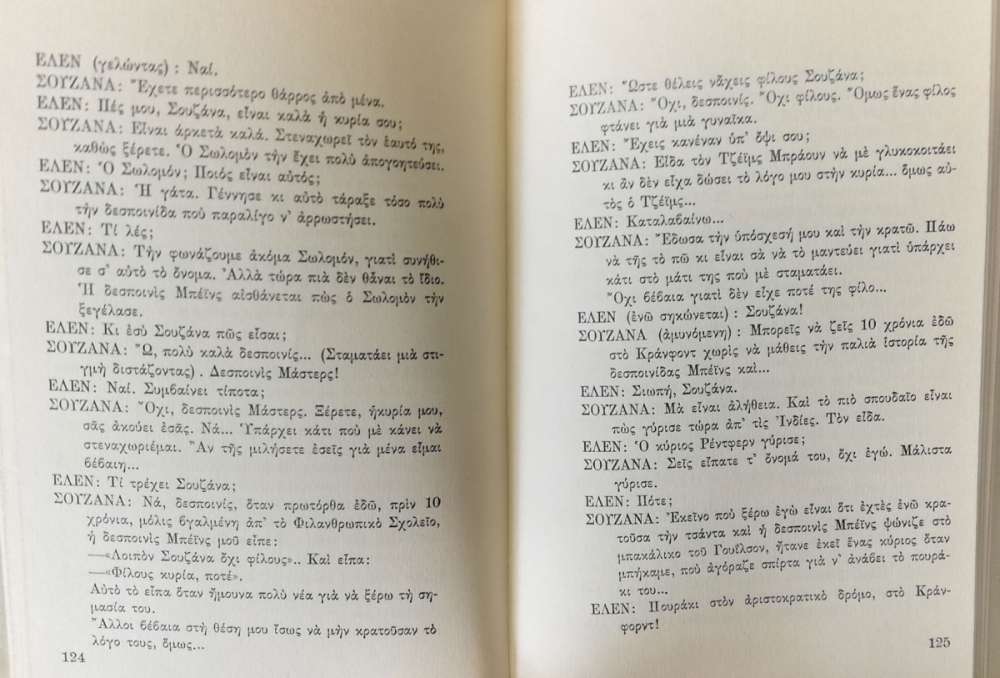 ΕΛΕΝ (γελώντας) : Ναί.
ΣΟΥΖΑΝΑ: Ἔχετε περισσότερο θάρρος ἀπὸ μένα.
ΕΛΕΝ: Πές μου, Σουζάνα, εἶναι καλὰ ἡ κυρία σου;
ΣΟΥΖΑΝΑ: Εἶναι ἀρκετὰ καλά. Στεναχωρεῖ τὸν ἑαυτό της,
καθὼς ξέρετε. Ὁ Σωλομὸν τὴν ἔχει πολὺ ἀπογοητεύσει.
ΕΛΕΝ: Ὁ Σωλομόν; Ποιός εἶναι αὐτός;
ΣΟΥΖΑΝΑ: Ἡ γάτα. Γέννησε κι αὐτὸ τάραξε τόσο πολὺ
τὴν δεσποινίδα ποὺ παραλίγο ν' ἀρρωστήσει.
ΕΛΕΝ: Τί λές;
ΣΟΥΖΑΝΑ: Τὴν φωνάζουμε ἀκόμα Σωλομόν, γιατὶ συνήθι-
σε σ' αὐτὸ τὸ ὄνομα. Ἀλλὰ τώρα πιὰ δὲν θἆναι τὸ ἴδιο.
Ἡ δεσποινὶς Μπέϊνς αἰσθάνεται πὼς ὁ Σωλομὸν τὴν
ξεγέλασε.
ΕΛΕΝ: Κι ἐσὺ Σουζάνα πῶς εἶσαι;
ΣΟΥΖΑΝΑ: Ὤ, πολὺ καλὰ δεσποινίς... (Σταματάει μιὰ στι-
γμὴ διστάζοντας) . Δεσποινὶς Μάστερς!
ΕΛΕΝ: Ναί. Συμβαίνει τίποτα;
ΣΟΥΖΑΝΑ: Ὄχι, δεσποινὶς Μάστερς. Ξέρετε, ἡκυρία μου,
σᾶς ἀκούει ἐσᾶς. Νά... Ὑπάρχει κάτι ποὺ μὲ κάνει νὰ
στεναχωριέμαι. Ἂν τῆς μιλήσετε ἐσεῖς γιὰ μένα εἶμαι
βέβαιη...
ΕΛΕΝ: Τί τρέχει Σουζάνα;
ΣΟΥΖΑΝΑ: Νά, δεσποινίς, ὅταν πρωτόρθα ἐδῶ, πρὶν 10
χρόνια, μόλις βγαλμένη ἀπ' τὸ Φιλανθρωπικὸ Σχολεῖο,
ἡ δεσποινὶς Μπέϊνς μοῦ εἶπε:
—«Λοιπὸν Σουζάνα ὄχι φίλους».. Καὶ εἶπα:
—«Φίλους κυρία, ποτέ».
Αὐτὸ τὸ εἶπα ὅταν ἤμουνα πολὺ νέα γιὰ νὰ ξέρω τὴ ση-
μασία του.
Ἄλλοι βέβαια στὴ θέση μου ἴσως νὰ μὴν κρατοῦσαν τὸ
λόγο τους, ὅμως...
124
ΕΛΕΝ: Ὥστε θέλεις νἄχεις φίλους Σουζάνα;
ΣΟΥΖΑΝΑ: Ὄχι, δεσποινίς. Ὄχι φίλους. Ὅμως ἕνας φίλος
φτάνει γιὰ μιὰ γυναῖκα.
ΕΛΕΝ: Ἔχεις κανέναν ὑπ' ὄψι σου;
ΣΟΥΖΑΝΑ: Εἶδα τὸν Τζέϊμς Μπράουν νὰ μὲ γλυκοκοιτάει
κι ἂν δὲν εἶχα δώσει τὸ λόγο μου στὴν κυρία... ὅμως αὐ-
τὸς ὁ Τζέϊμς...
ΕΛΕΝ: Καταλαβαίνω...
ΣΟΥΖΑΝΑ: Ἔδωσα τὴν ὑπόσχεσή μου καὶ τὴν κρατῶ. Πάω
νὰ τῆς τὸ πῶ κι εἶναι σὰ νὰ τὸ μαντεύει γιατὶ ὑπάρχει
κάτι στὸ μάτι της ποὺ μὲ σταματάει.
Ὄχι βέβαια γιατὶ δὲν εἶχε ποτέ της φίλο...
ΕΛΕΝ (ἐνῶ σηκώνεται) : Σουζάνα!
ΣΟΥΖΑΝΑ (ἀμυνόμενη) : Μπορεῖς νὰ ζεῖς 10 χρόνια ἐδῶ
στὸ Κράνφοντ χωρὶς νὰ μάθεις τὴν παλιὰ ἱστορία τῆς
δεσποινίδας Μπέϊνς καὶ...
ΕΛΕΝ: Σιωπή, Σουζάνα.
ΣΟΥΖΑΝΑ: Μὰ εἶναι ἀλήθεια. Καὶ τὸ πιὸ σπουδαῖο εἶναι
πὼς γύρισε τώρα ἀπ' τὶς Ἰνδίες. Τὸν εἶδα.
ΕΛΕΝ: Ὁ κύριος Ρέντφερν γύρισε;
ΣΟΥΖΑΝΑ: Σεῖς εἴπατε τ' ὄνομά του, ὄχι ἐγώ. Μάλιστα
γύρισε.
ΕΛΕΝ: Πότε;
ΣΟΥΖΑΝΑ: Ἐκεῖνο ποὺ ξέρω ἐγὼ εἶναι ὅτι ἐχτὲς ἐνῶ κρα-
τοῦσα τὴν τσάντα καὶ ἡ δεσποινὶς Μπέϊνς ψώνιζε στὸ
μπακάλικο τοῦ Γουΐλσον, ἤτανε ἐκεῖ ἕνας κύριος ὅταν
μπήκαμε, ποὺ ἀγόραζε σπίρτα γιὰ ν' ἀνάβει τὸ πουρά-
κι του...
ΕΛΕΝ: Πουράκι στὸν ἀριστοκρατικὸ δρόμο, στὸ Κράν-
φορντ!
125